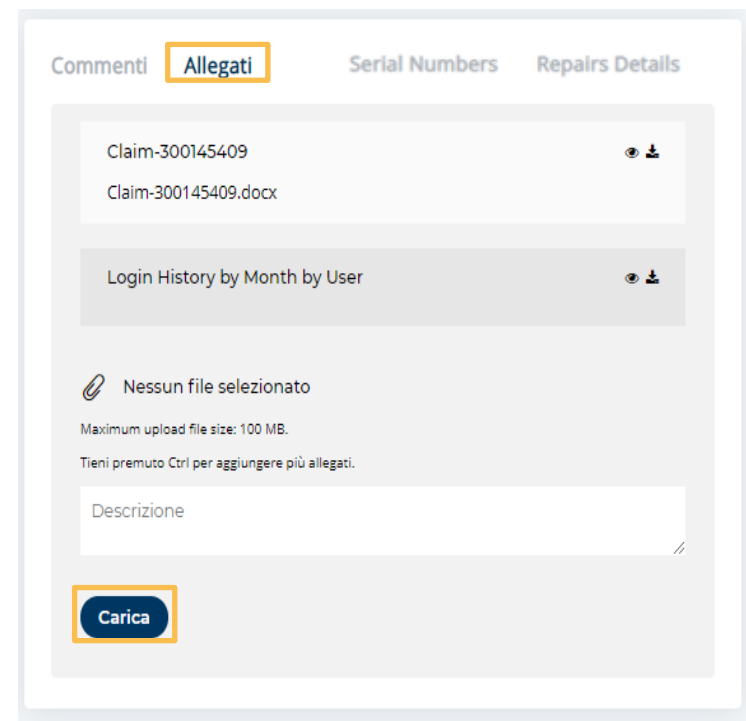 Commenti Allegati Serial Numbers Repairs Details
Claim-300145409
Claim-300145409.docx
Login History by Month by User
Nessun file selezionato
Maximum upload file size: 100 MB.
Tieni premuto Ctrl per aggiungere più allegati.
Descrizione
Carica